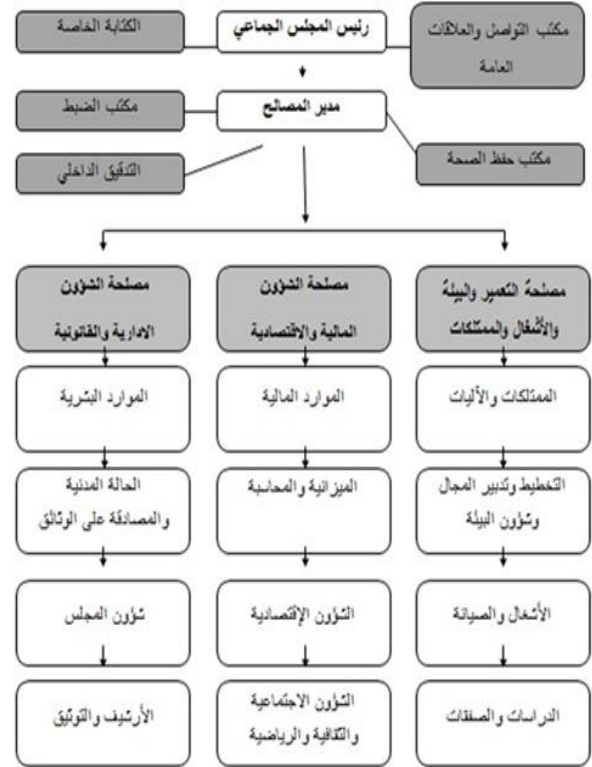 مكتب التواصل والعلاقات
العامة
رئيس المجلس الجماعي
الكتابة الخاصة
مدير المصالح
مكتب الضبط
مكتب حفظ الصحة
التدقيق الداخلي
مصلحة التعمير والبيئة
والأشغال والممتلكات
مصلحة الشؤون
المالية والاقتصادية
مصلحة الشؤون
الادارية والقانونية
الممتلكات والآليات
الموارد المالية
الموارد البشرية
التخطيط وتدبير المجال
وشؤون البيئة
الميزانية والمحاسبة
الحالة المدنية
والمصادقة على الوثائق
الأشغال والصيانة
الشؤون الإقتصادية
شؤون المجلس
الدراسات والصفقات
الشؤون الاجتماعية
والثقافية والرياضية
الأرشيف والتوثيق